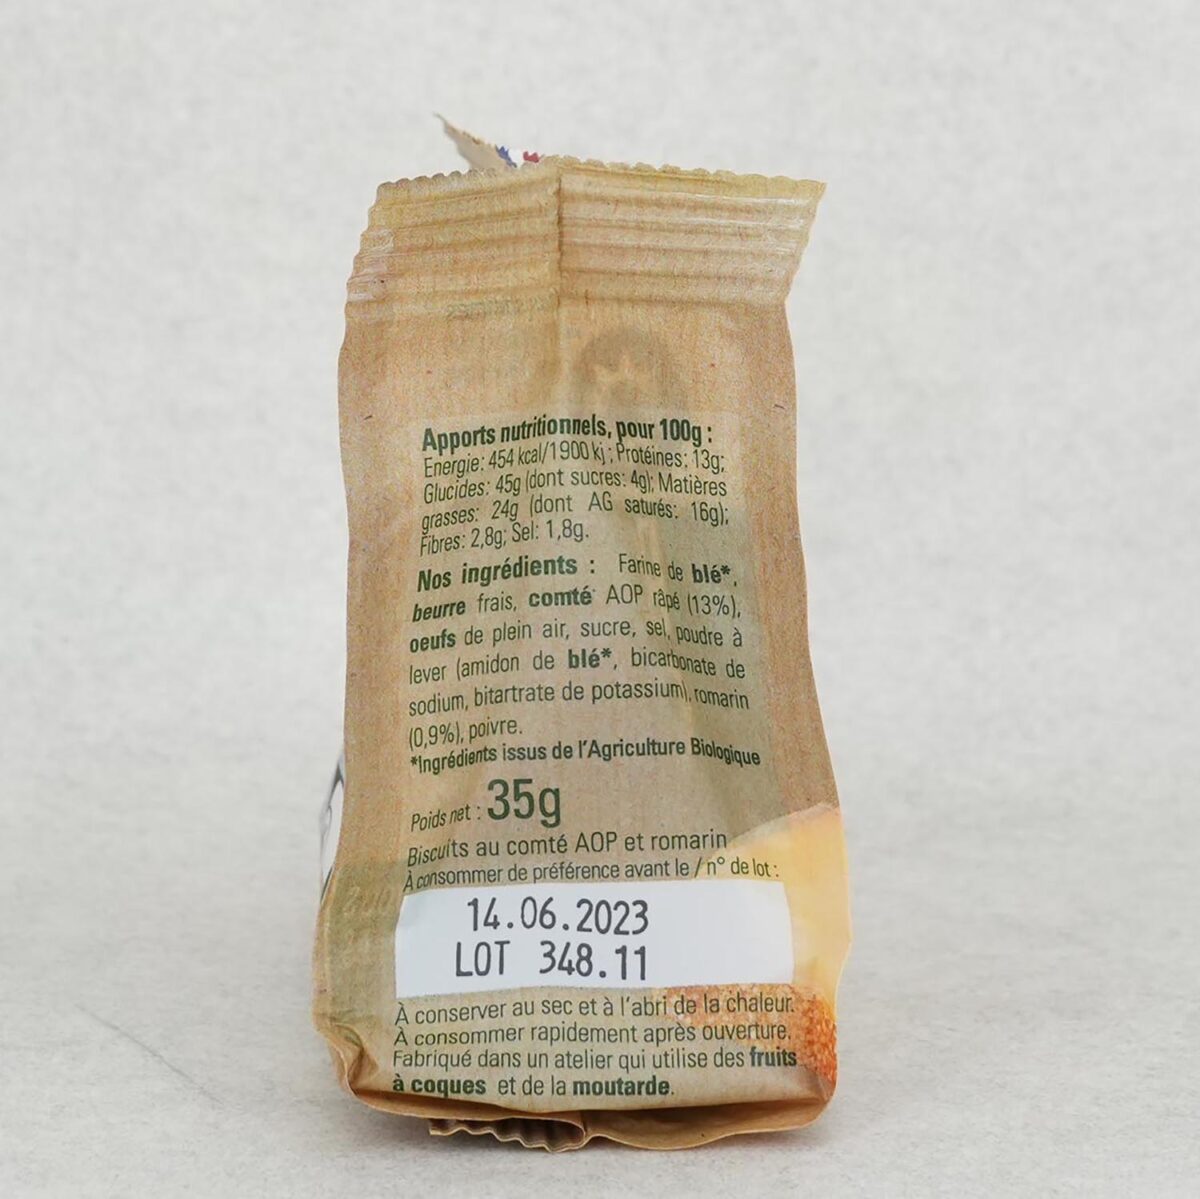 Apports nutritionnels, pour 100g :
Energie: 454 kcal/1900 kj ; Protéines: 13g;
Glucides: 45g (dont sucres: 4g); Matières
grasses: 24g (dont AG saturés: 16g);
Fibres: 2,8g; Sel: 1,8g.
Nos ingrédients : Farine de blé*,
beurre frais, comté AOP râpé (13%),
oeufs de plein air, sucre, sel, poudre à
lever (amidon de blé*, bicarbonate de
sodium, bitartrate de potassium), romarin
(0,9%), poivre.
*Ingrédients issus de l'Agriculture Biologique
Poids net : 35g
Biscuits au comté AOP et romarin
À consommer de préférence avant le / n° de lot :
14.06.2023
LOT 348.11
À conserver au sec et à l'abri de la chaleur.
À consommer rapidement après ouverture.
Fabriqué dans un atelier qui utilise des fruits
à coques et de la moutarde.